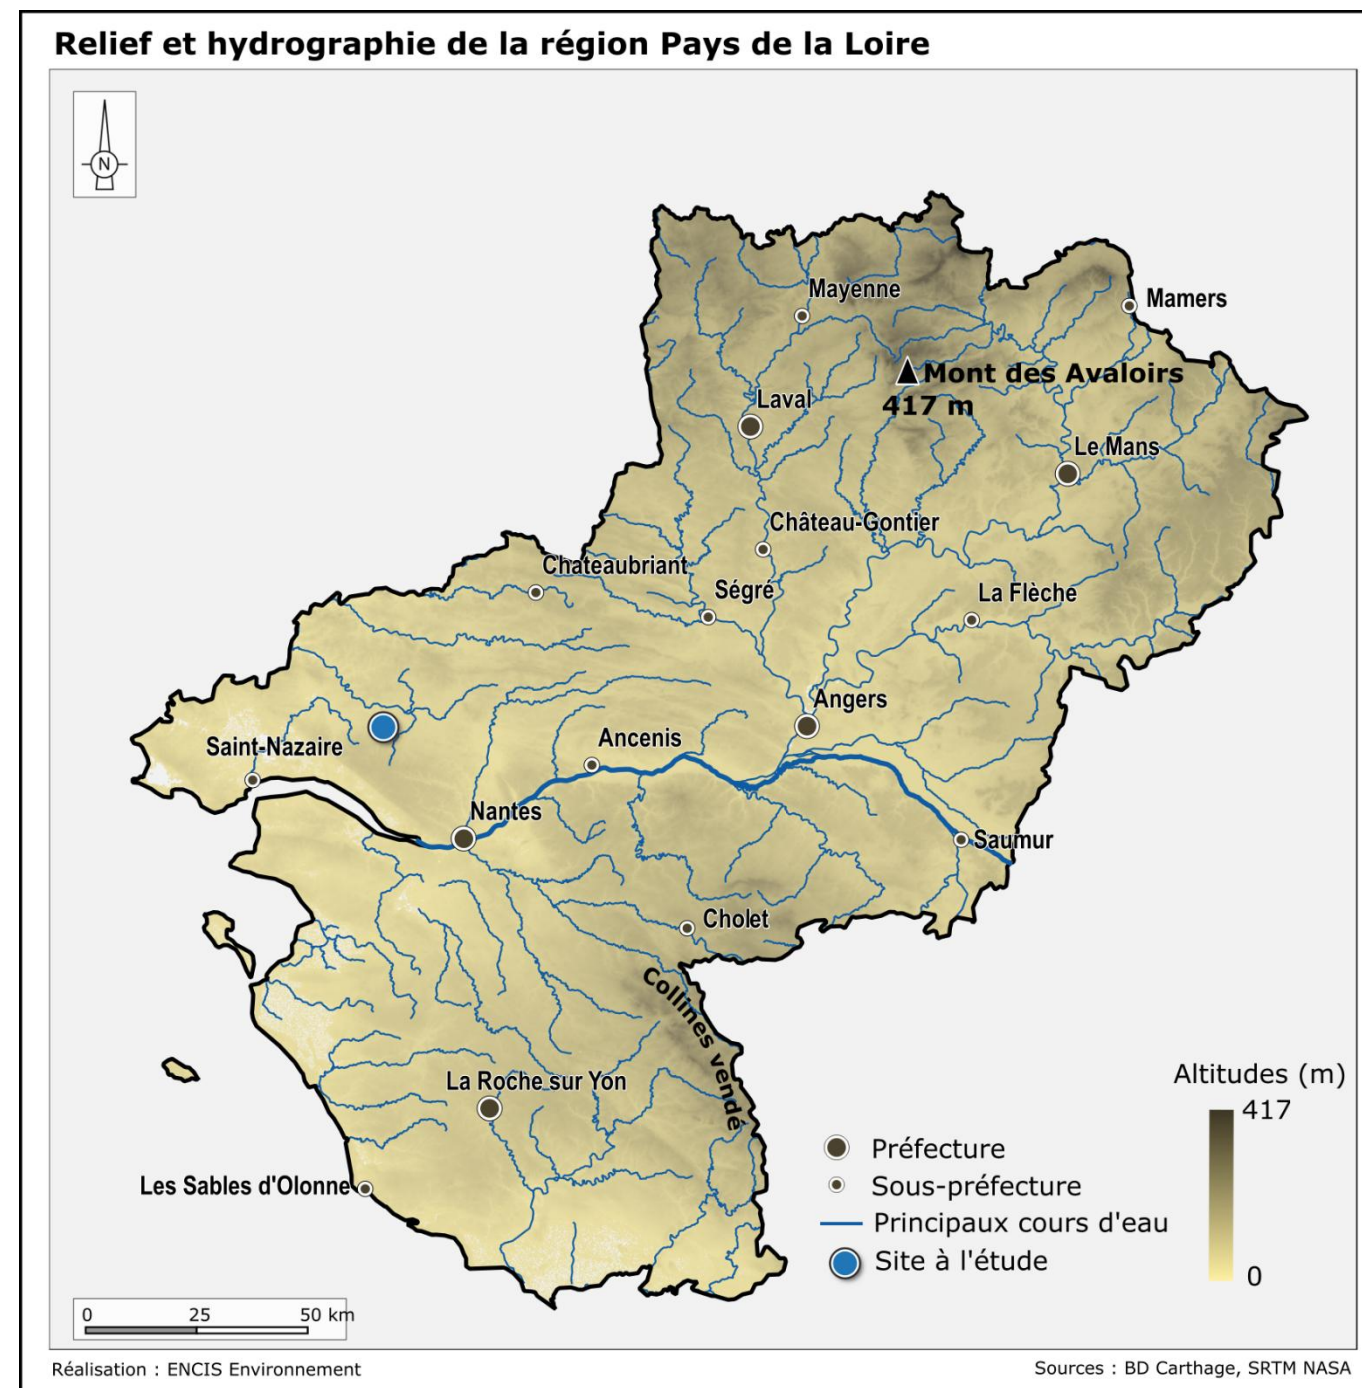 Relief et hydrographie de la région Pays de la Loire
N
Mayenne
Mamers
Mont des Avaloirs
417 m
Laval
Le Mans
Château-Gontier
Chateaubriant
Ségré
La Flèche
Angers
Ancenis
Saint-Nazaire
Nantes
Saumur
Cholet
Collines vendé
La Roche sur Yon
Les Sables d'Olonne
Altitudes (m)
417
0
Préfecture
Sous-préfecture
Principaux cours d'eau
Site à l'étude
0 25 50 km
Réalisation : ENCIS Environnement
Sources : BD Carthage, SRTM NASA